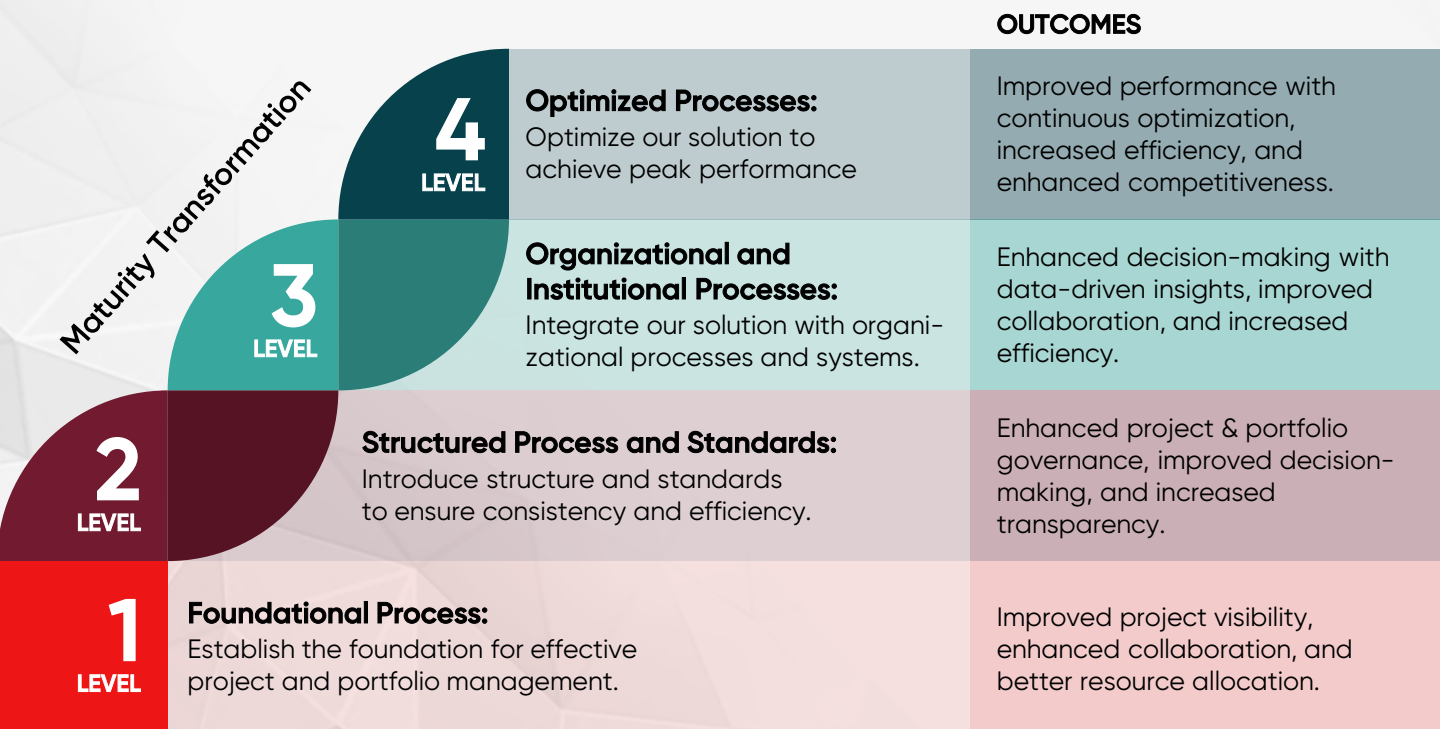 OUTCOMES
Maturity Transformation
4
LEVEL
Optimized Processes:
Optimize our solution to
achieve peak performance
Improved performance with
continuous optimization,
increased efficiency, and
enhanced competitiveness.
3
LEVEL
Organizational and
Institutional Processes:
Integrate our solution with organi-
zational processes and systems.
Enhanced decision-making with
data-driven insights, improved
collaboration, and increased
efficiency.
2
LEVEL
Structured Process and Standards:
Introduce structure and standards
to ensure consistency and efficiency.
Enhanced project & portfolio
governance, improved decision-
making, and increased
transparency.
1
LEVEL
Foundational Process:
Establish the foundation for effective
project and portfolio management.
Improved project visibility,
enhanced collaboration, and
better resource allocation.